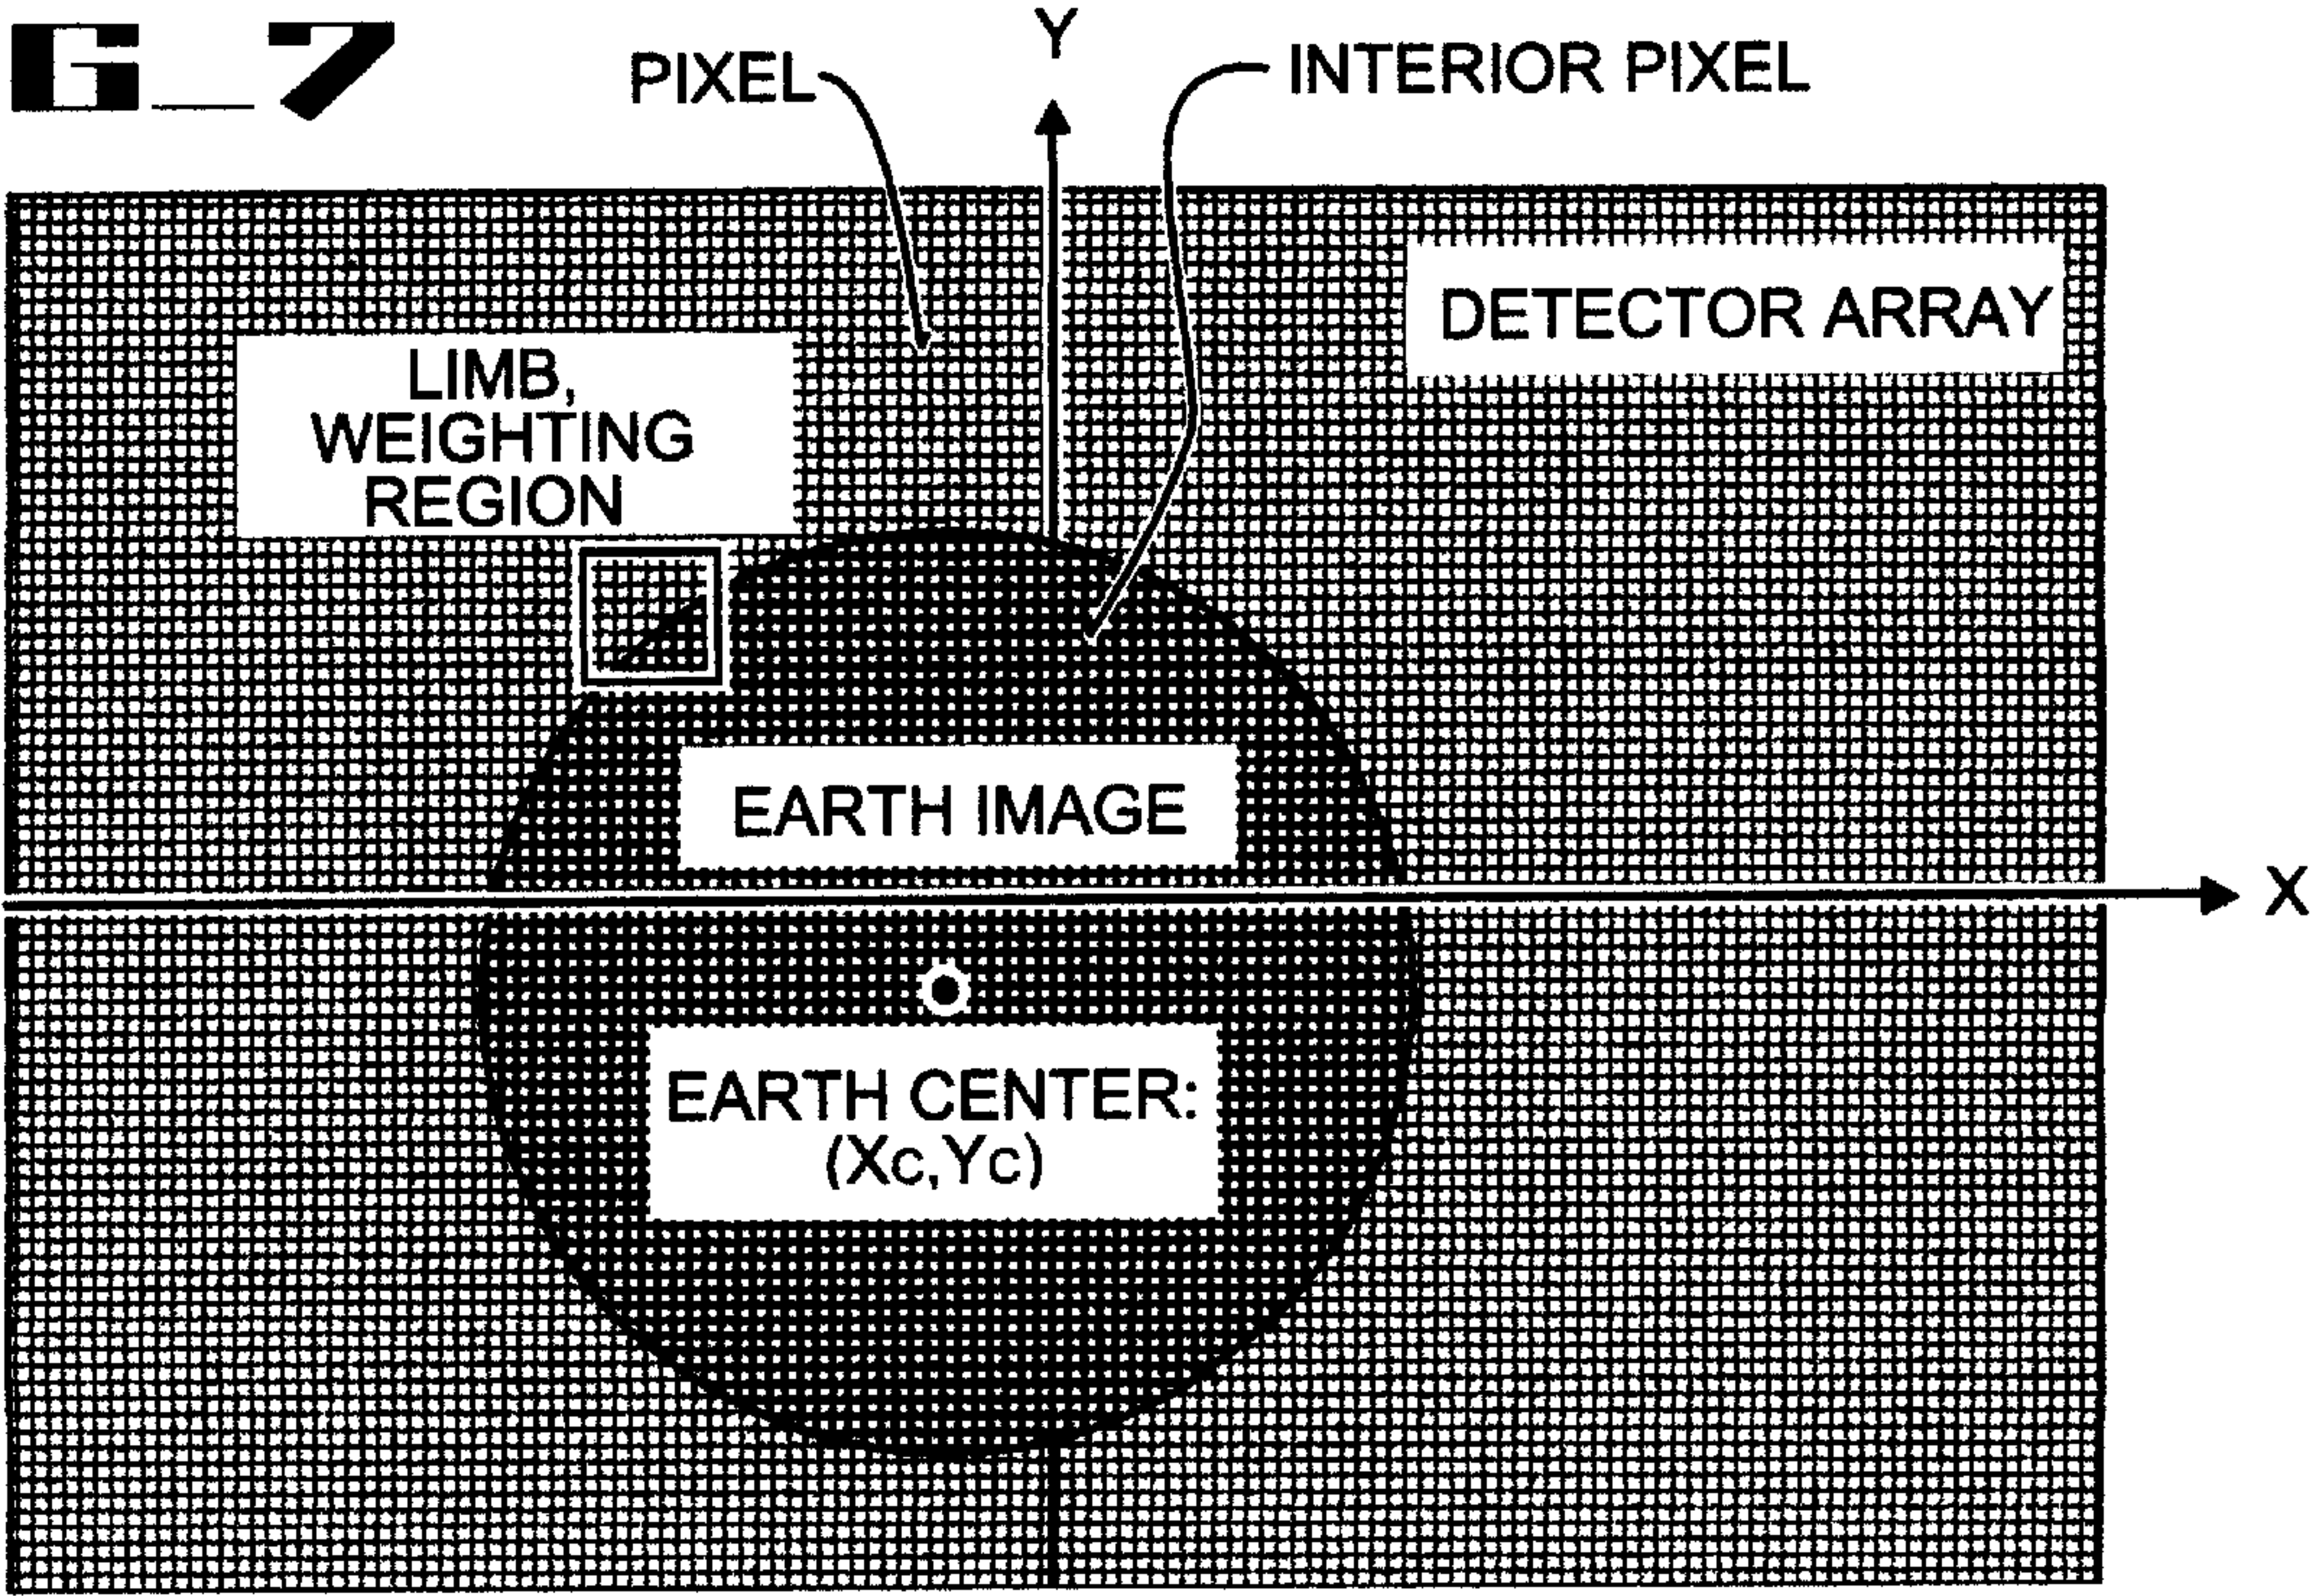 G_7
Y
PIXEL
INTERIOR PIXEL
DETECTOR ARRAY
LIMB,
WEIGHTING
REGION
EARTH IMAGE
X
EARTH CENTER:
(Xc,Yc)